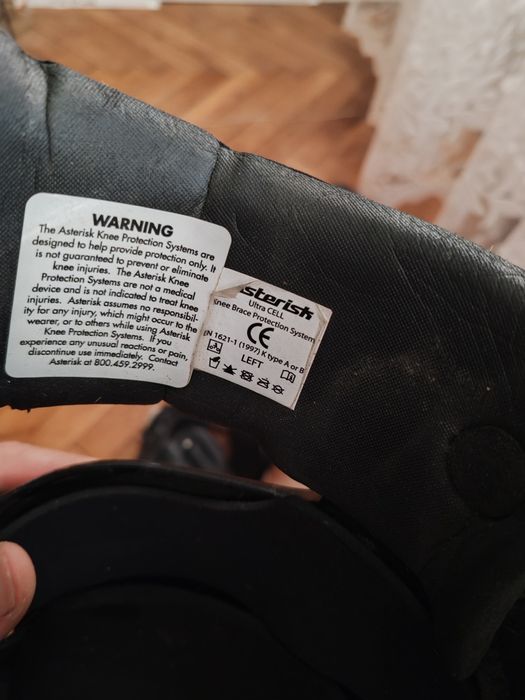 WARNING
The Asterisk Knee Protection Systems are
designed to help provide protection only. It
is not guaranteed to prevent or eliminate
knee injuries. The Asterisk Knee
Protection Systems are not a medical
device and is not indicated to treat knee
injuries. Asterisk assumes no responsibil-
ity for any injury, which might occur to the
wearer, or to others while using Asterisk
Knee Protection Systems. If you
experience any unusual reactions or pain,
discontinue use immediately. Contact
Asterisk at 800.459.2999.
sterisk
Ultra CELL
Knee Brace Protection System
CE
EN 1621-1 (1997) K type A or B
LEFT